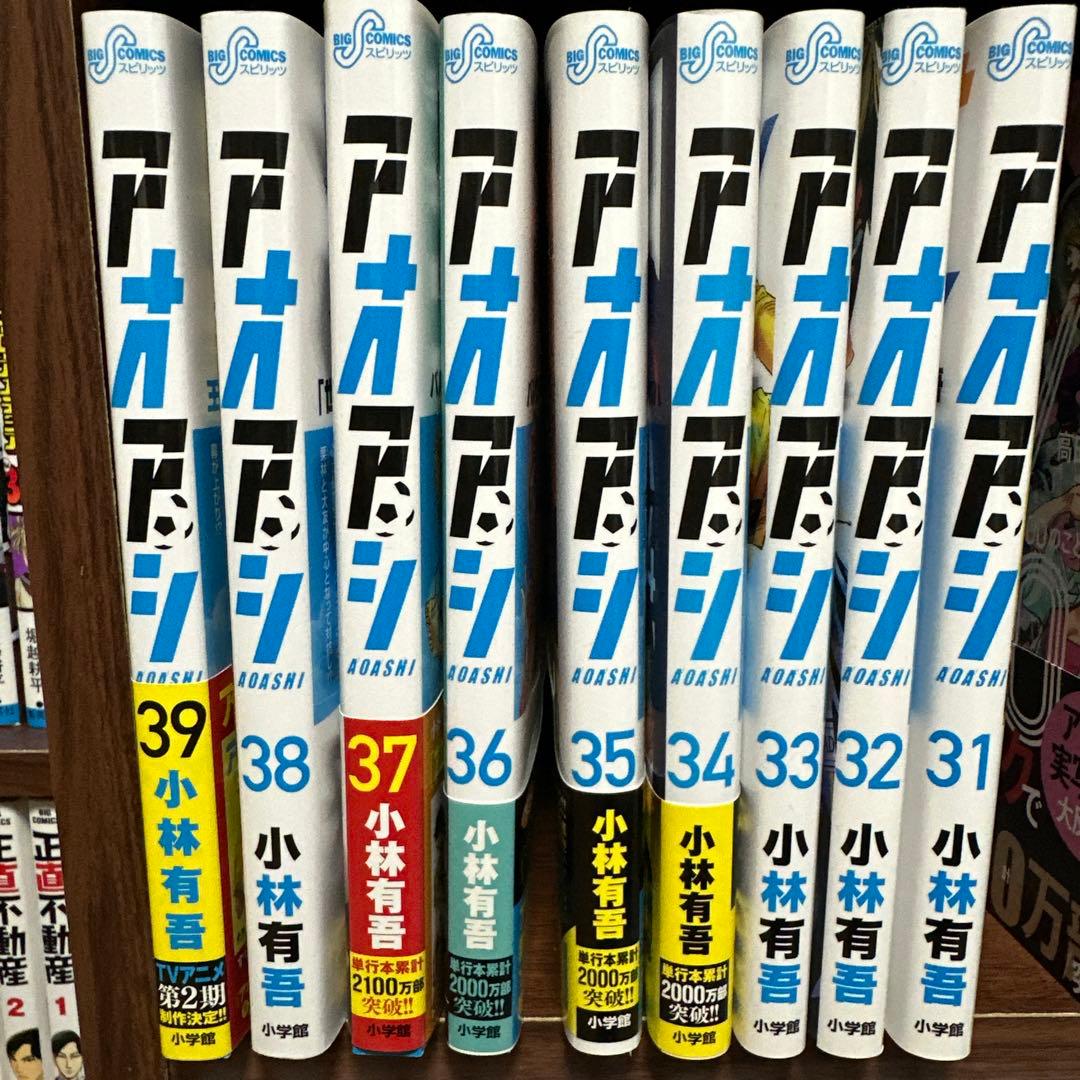 BIG COMICS
スピリッツ
アオアシ
39
小林有吾
TVアニメ
第2期
制作決定!!
小学館
BIG COMICS
スピリッツ
アオアシ
38
小林有吾
小学館
BIG COMICS
スピリッツ
アオアシ
AOASHI
37
小林有吾
単行本累計
2100万部
突破!!
小学館
BIG COMICS
スピリッツ
アオアシ
AOASHI
36
小林有吾
単行本累計
2000万部
突破!!
小学館
BIG COMICS
スピリッツ
アオアシ
AOASHI
35
小林有吾
単行本累計
2000万部
突破!!
小学館
BIG COMICS
スピリッツ
アオアシ
AOASHI
34
小林有吾
単行本累計
2000万部
突破!!
小学館
BIG COMICS
スピリッツ
アオアシ
AOASHI
33
小林有吾
小学館
BIG COMICS
スピリッツ
アオアシ
AOASHI
32
小林有吾
小学館
BIG COMICS
スピリッツ
アオアシ
AOASHI
31
小林有吾
小学館
堀越耕平
正直不動産
2
正直不動産
1